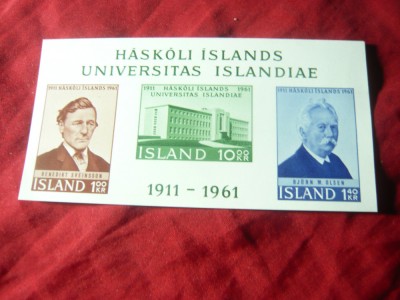 HÁSKÓLI ÍSLANDS
UNIVERSITAS ISLANDIAE
1911 HÁSKÓLI ÍSLANDS 1961
BENEDIKT SVEINSSON
ÍSLAND 1.00 KR
1911 HÁSKÓLI ÍSLANDS 1961
UNIVERSITAS ISLANDIAE
10.00 KR
ÍSLAND
1911 HÁSKÓLI ÍSLANDS 1961
BJÖRN M. OLSEN
ÍSLAND 1.40 KR
1911 - 1961